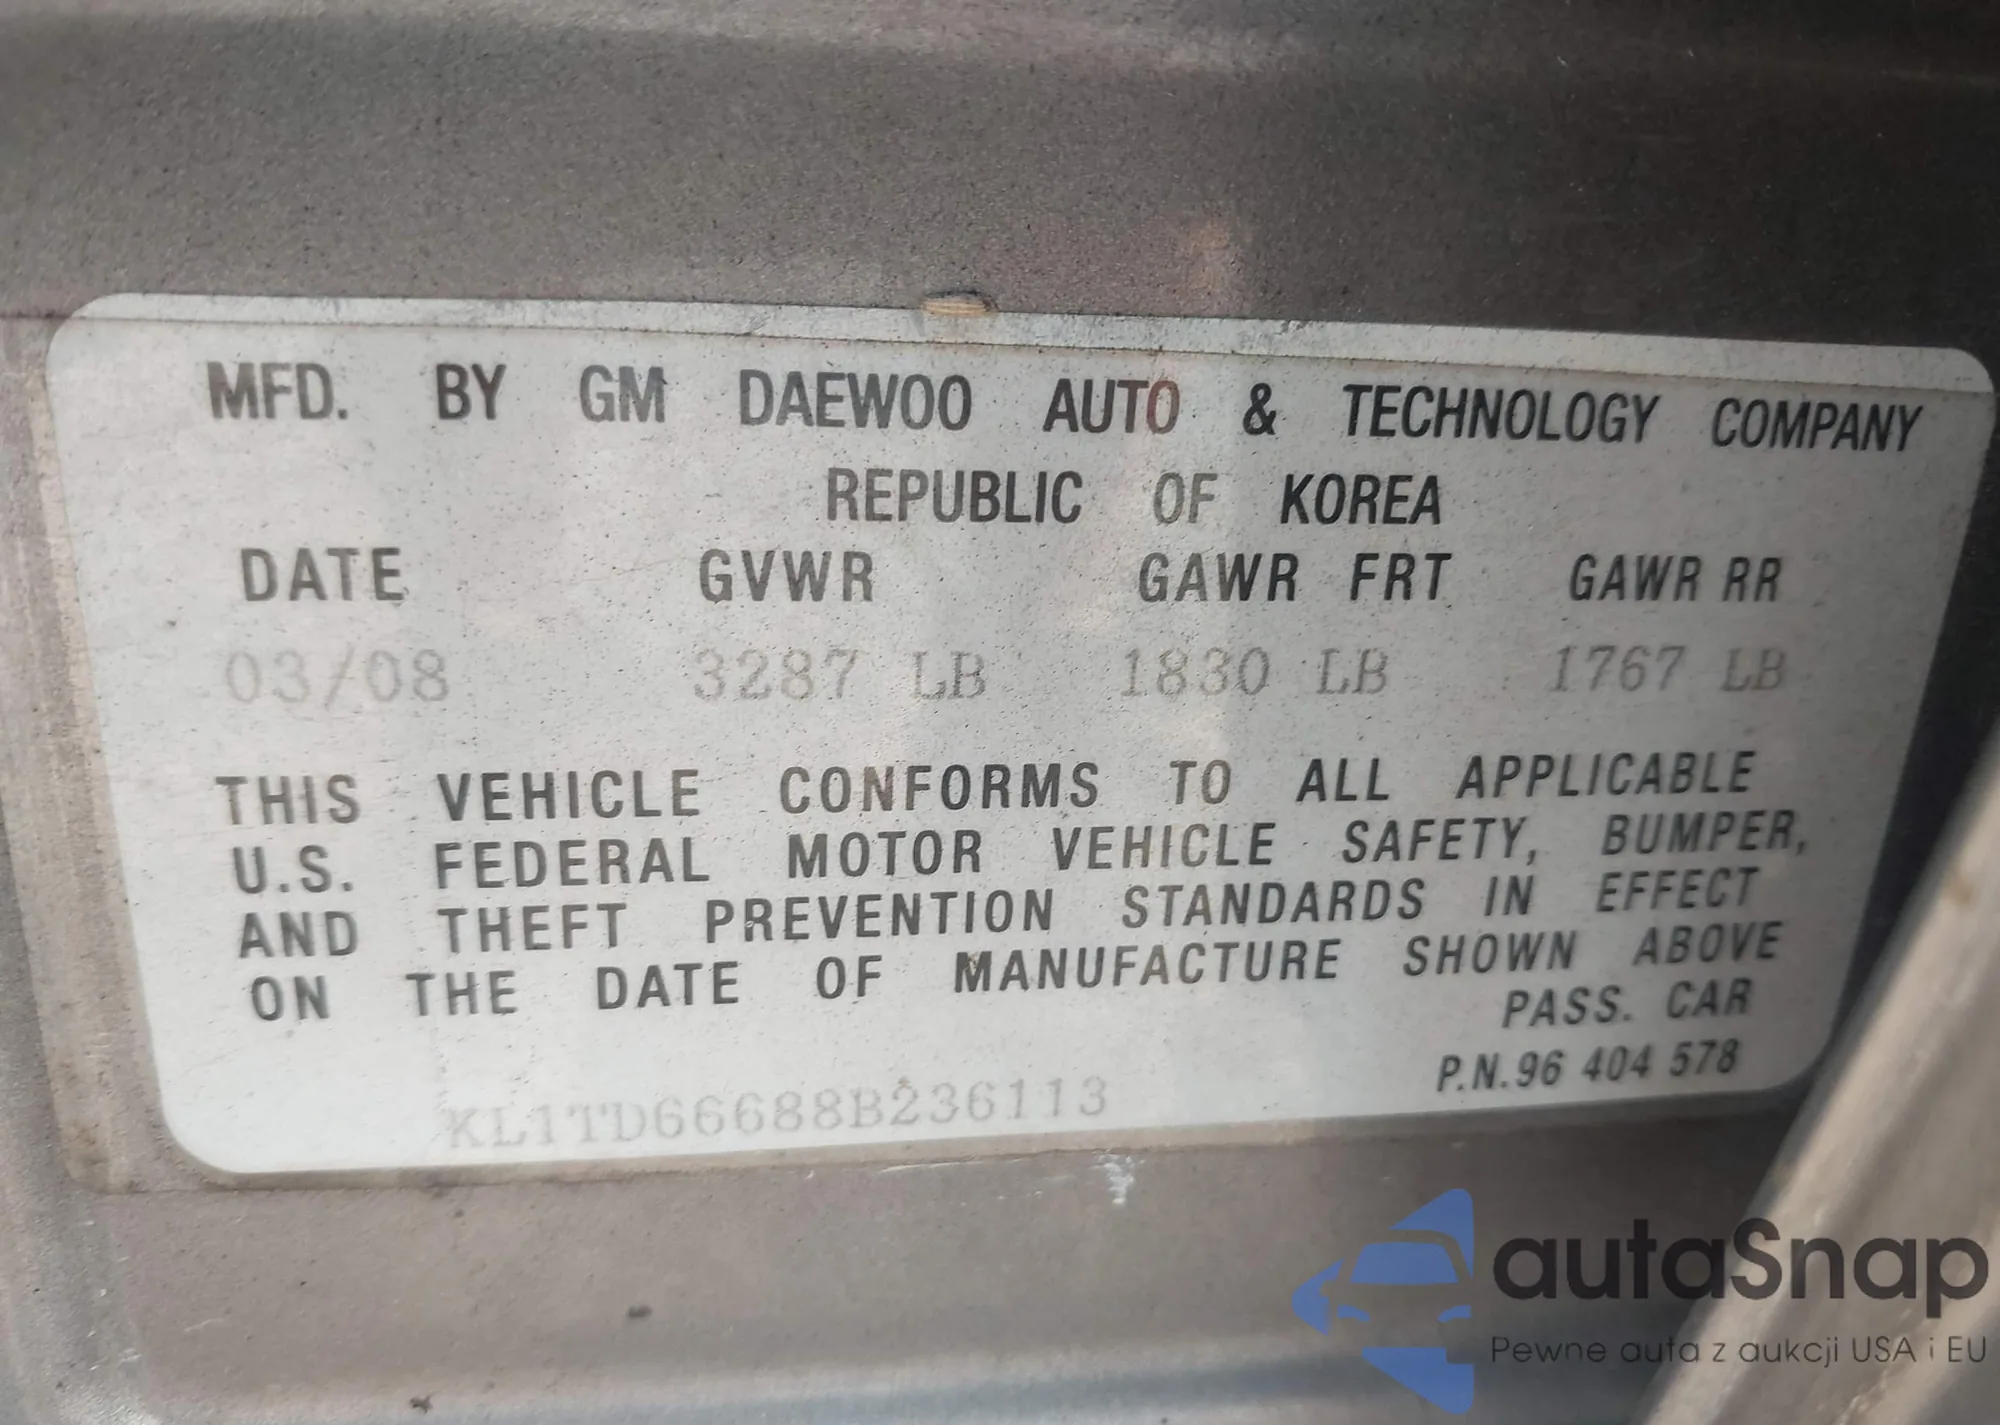 MFD. BY GM DAEWOO AUTO & TECHNOLOGY COMPANY
REPUBLIC OF KOREA
DATE GVWR GAWR FRT GAWR RR
03/08 3287 LB 1830 LB 1767 LB
THIS VEHICLE CONFORMS TO ALL APPLICABLE
U.S. FEDERAL MOTOR VEHICLE SAFETY, BUMPER,
AND THEFT PREVENTION STANDARDS IN EFFECT
ON THE DATE OF MANUFACTURE SHOWN ABOVE
PASS. CAR
P.N.96 404 578
KL1TD66688B236113
autaSnap
Pewne auta z aukcji USA i EU